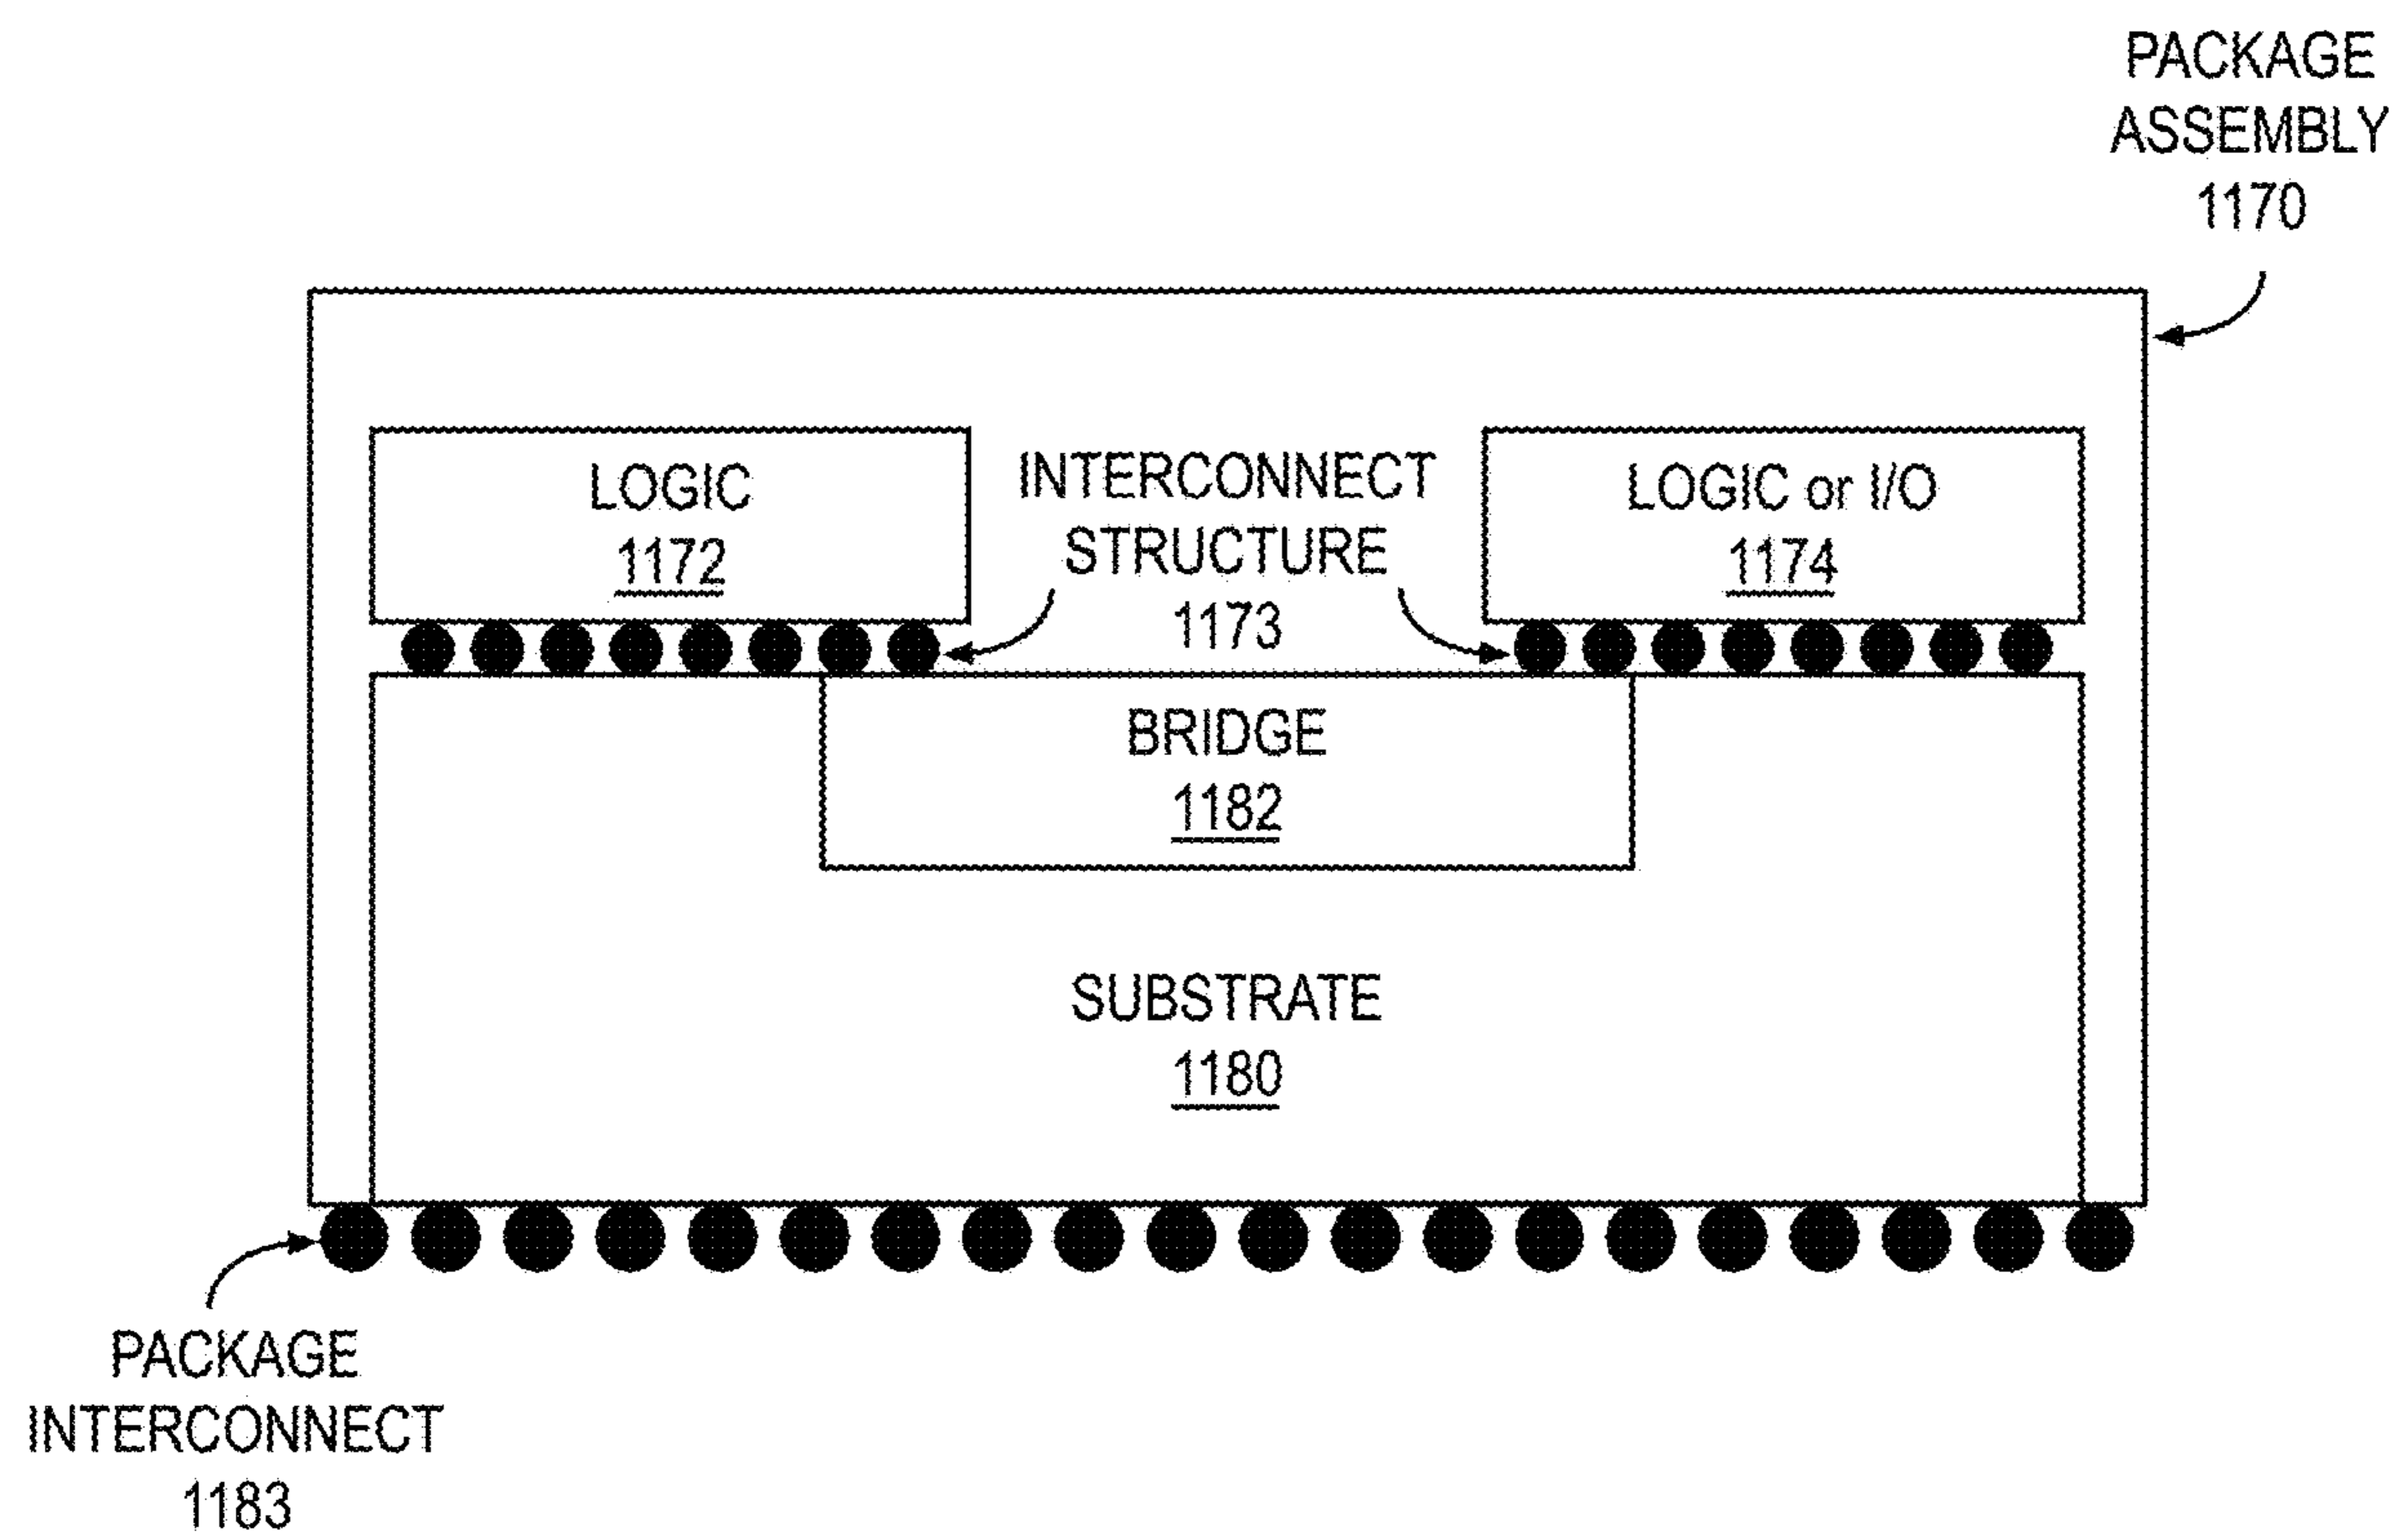 PACKAGE
ASSEMBLY
1170
LOGIC
1172
INTERCONNECT
STRUCTURE
1173
LOGIC or I/O
1174
BRIDGE
1182
SUBSTRATE
1180
PACKAGE
INTERCONNECT
1183